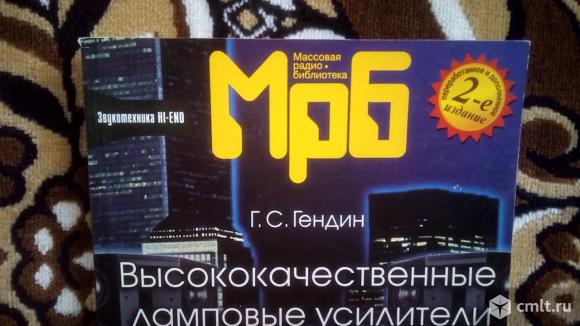 Массовая
радио •
библиотека
МРБ
Звукотехника HI-END
переработанное и дополненное
2-е
издание
Г. С. Гендин
Высококачественные
ламповые усилители
cmlt.ru